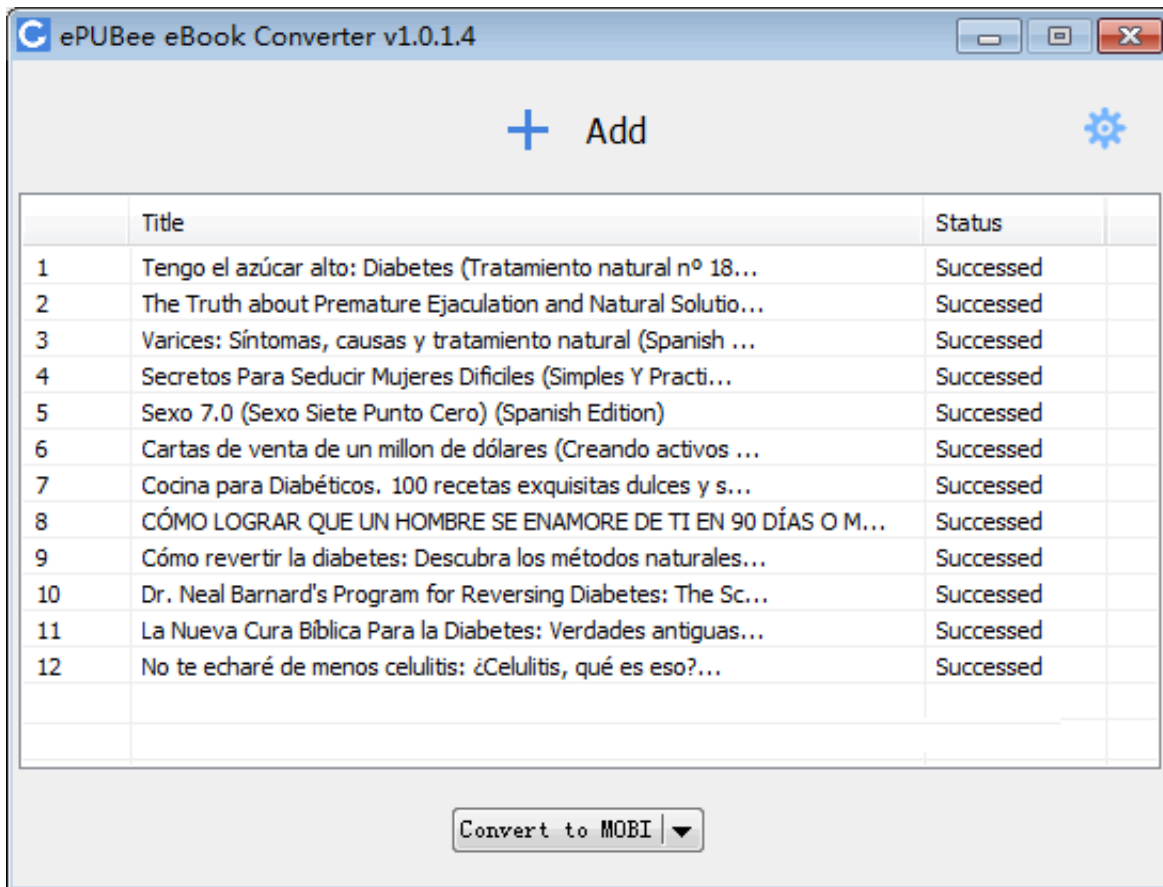 ePUBee eBook Converter v1.0.1.4
Add
Title Status
1 Tengo el azúcar alto: Diabetes (Tratamiento natural nº 18... Successed
2 The Truth about Premature Ejaculation and Natural Solutio... Successed
3 Varices: Síntomas, causas y tratamiento natural (Spanish ... Successed
4 Secretos Para Seducir Mujeres Dificiles (Simples Y Practi... Successed
5 Sexo 7.0 (Sexo Siete Punto Cero) (Spanish Edition) Successed
6 Cartas de venta de un millon de dólares (Creando activos ... Successed
7 Cocina para Diabéticos. 100 recetas exquisitas dulces y s... Successed
8 CÓMO LOGRAR QUE UN HOMBRE SE ENAMORE DE TI EN 90 DÍAS O M... Successed
9 Cómo revertir la diabetes: Descubra los métodos naturales... Successed
10 Dr. Neal Barnard's Program for Reversing Diabetes: The Sc... Successed
11 La Nueva Cura Bíblica Para la Diabetes: Verdades antiguas... Successed
12 No te echaré de menos celulitis: ¿Celulitis, qué es eso?... Successed
Convert to MOBI